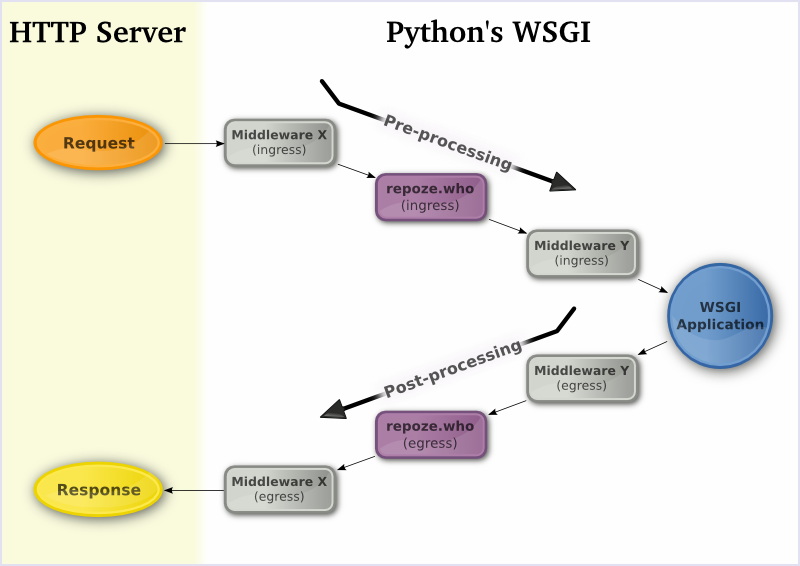 HTTP Server
Python's WSGI
Request
Middleware X
(ingress)
Pre-processing
repoze.who
(ingress)
Middleware Y
(ingress)
WSGI
Application
Middleware Y
(egress)
Post-processing
repoze.who
(egress)
Middleware X
(egress)
Response